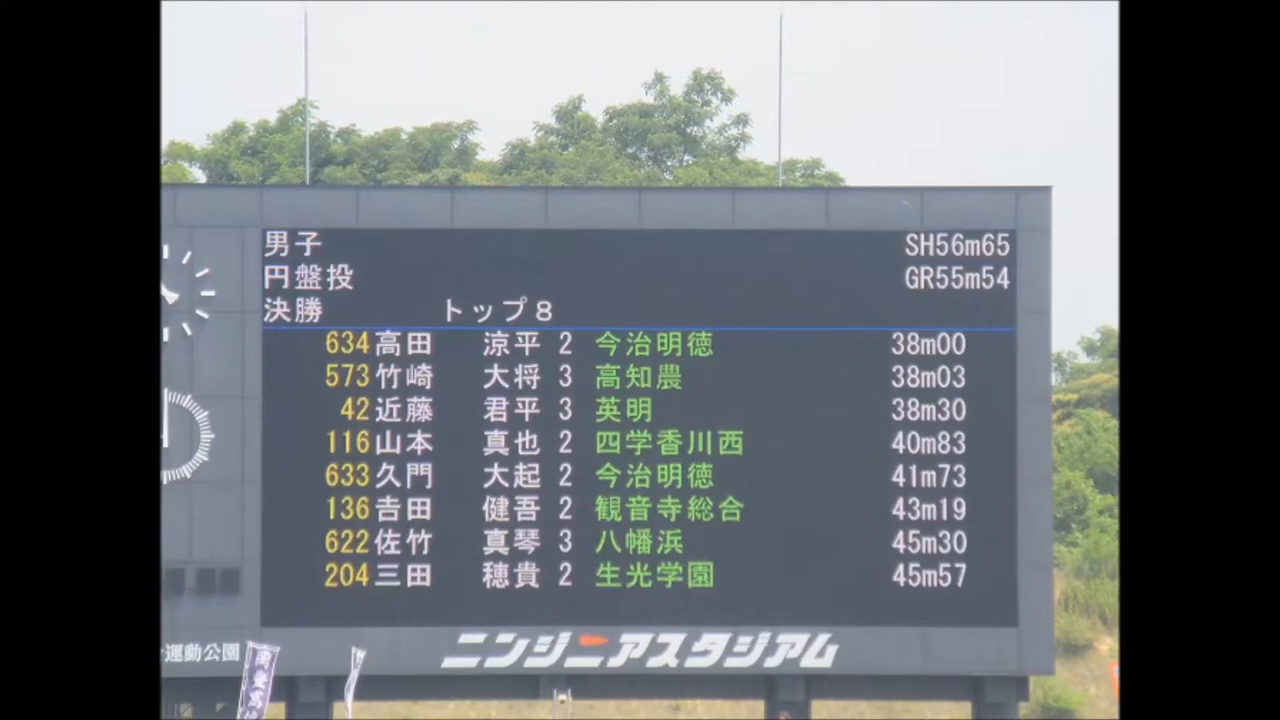 男子 SH56m65
円盤投 GR55m54
決勝 トップ8
634 高田 涼平 2 今治明徳 38m00
573 竹崎 大将 3 高知農 38m03
42 近藤 君平 3 英明 38m30
116 山本 真也 2 四学香川西 40m83
633 久門 大起 2 今治明徳 41m73
136 吉田 健吾 2 観音寺総合 43m19
622 佐竹 真琴 3 八幡浜 45m30
204 三田 穂貴 2 生光学園 45m57
運動公園
ニンジニアスタジアム